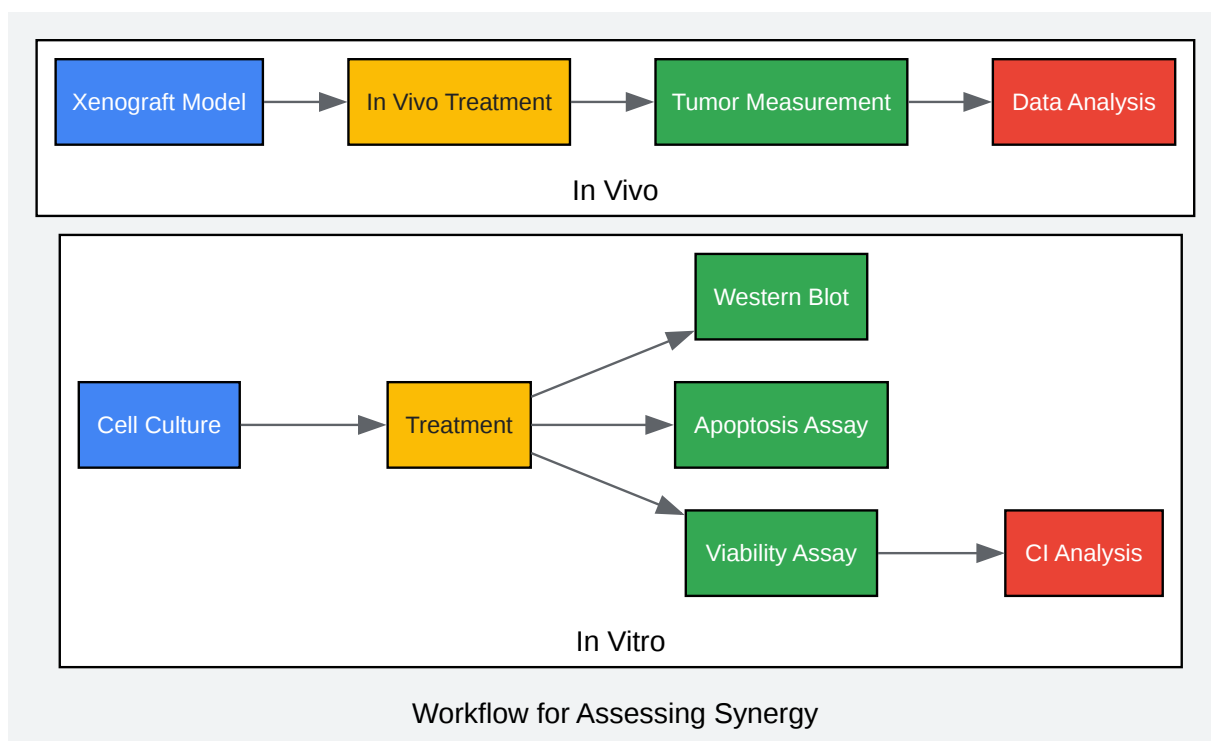 Xenograft Model
In Vivo Treatment
Tumor Measurement
Data Analysis
In Vivo
Western Blot
Cell Culture
Treatment
Apoptosis Assay
Viability Assay
CI Analysis
In Vitro
Workflow for Assessing Synergy